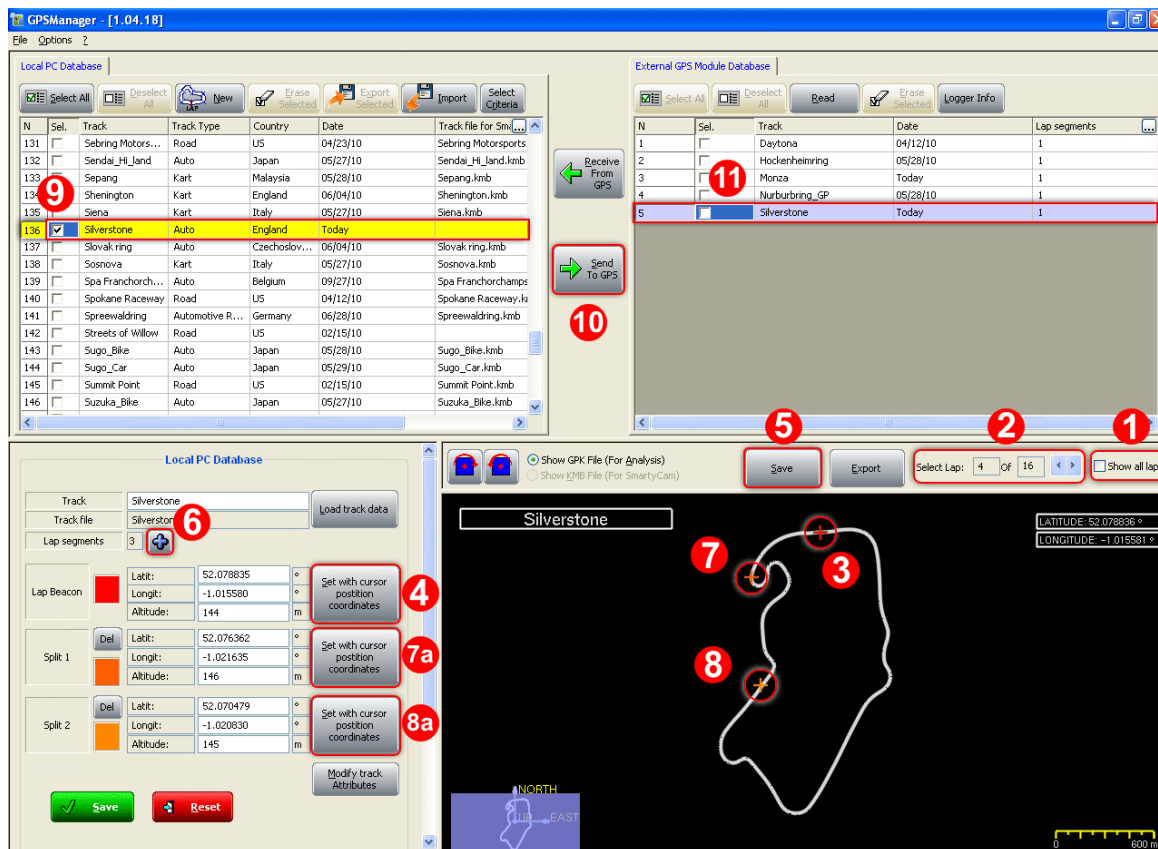 GPSManager - [1.04.18]
File Options ?
Local PC Database
Select All
Deselect All
New
LAP
Erase Selected
Export Selected
Import
Select Criteria
N Sel. Track Track Type Country Date Track file for Sma...
131 Sebring Motors... Road US 04/23/10 Sebring Motorsports
132 Sendai_Hi_land Auto Japan 05/27/10 Sendai_Hi_land.kmb
133 Sepang Kart Malaysia 05/28/10 Sepang.kmb
134 Shenington Kart England 06/04/10 Shenington.kmb
135 Siena Kart Italy 05/27/10 Siena.kmb
136 Silverstone Auto England Today
137 Slovak ring Auto Czechoslov... 06/04/10 Slovak ring.kmb
138 Sosnova Kart Italy 05/27/10 Sosnova.kmb
139 Spa Franchorch... Auto Belgium 09/27/10 Spa Franchorchamps
140 Spokane Raceway Road US 04/12/10 Spokane Raceway.k
141 Spreewaldring Automotive R... Germany 06/28/10 Spreewaldring.kmb
142 Streets of Willow Road US 02/15/10
143 Sugo_Bike Auto Japan 05/28/10 Sugo_Bike.kmb
144 Sugo_Car Auto Japan 05/29/10 Sugo_Car.kmb
145 Summit Point Road US 02/15/10 Summit Point.kmb
146 Suzuka_Bike Auto Japan 05/27/10 Suzuka_Bike.kmb
9
Receive From GPS
Send To GPS
10
External GPS Module Database
Select All
Deselect All
Read
Erase Selected
Logger Info
N Sel. Track Date Lap segments ...
1 Daytona 04/12/10 1
2 Hockenheimring 05/28/10 1
3 Monza Today 1
4 Nurburbring_GP 05/28/10 1
5 Silverstone Today 1
11
Local PC Database
Track Silverstone
Load track data
Track file Silverston
Lap segments 3
6
Lap Beacon
Latit: 52.078835 °
Longit: -1.015580 °
Altitude: 144 m
Set with cursor postition coordinates
4
Split 1
Del
Latit: 52.076362 °
Longit: -1.021635 °
Altitude: 146 m
Set with cursor postition coordinates
7a
Split 2
Del
Latit: 52.070479 °
Longit: -1.020830 °
Altitude: 145 m
Set with cursor postition coordinates
8a
Modify track Attributes
Save
Reset
Show GPK File (For Analysis)
Show KMB File (For SmartyCam)
5
Save
Export
2
Select Lap: 4 Of 16
1
Show all lap
Silverstone
LATITUDE: 52.078836 °
LONGITUDE: -1.015581 °
7
3
8
NORTH
UP
EAST
0 600 m